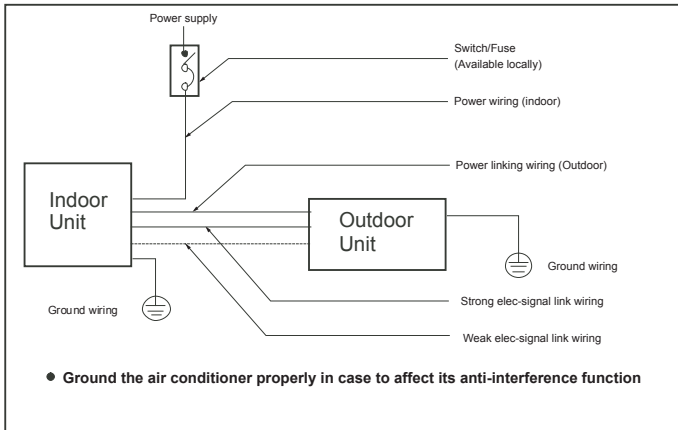 Power supply
Switch/Fuse
(Available locally)
Power wiring (indoor)
Power linking wiring (Outdoor)
Indoor
Unit
Outdoor
Unit
Ground wiring
Ground wiring
Strong elec-signal link wiring
Weak elec-signal link wiring
● Ground the air conditioner properly in case to affect its anti-interference function